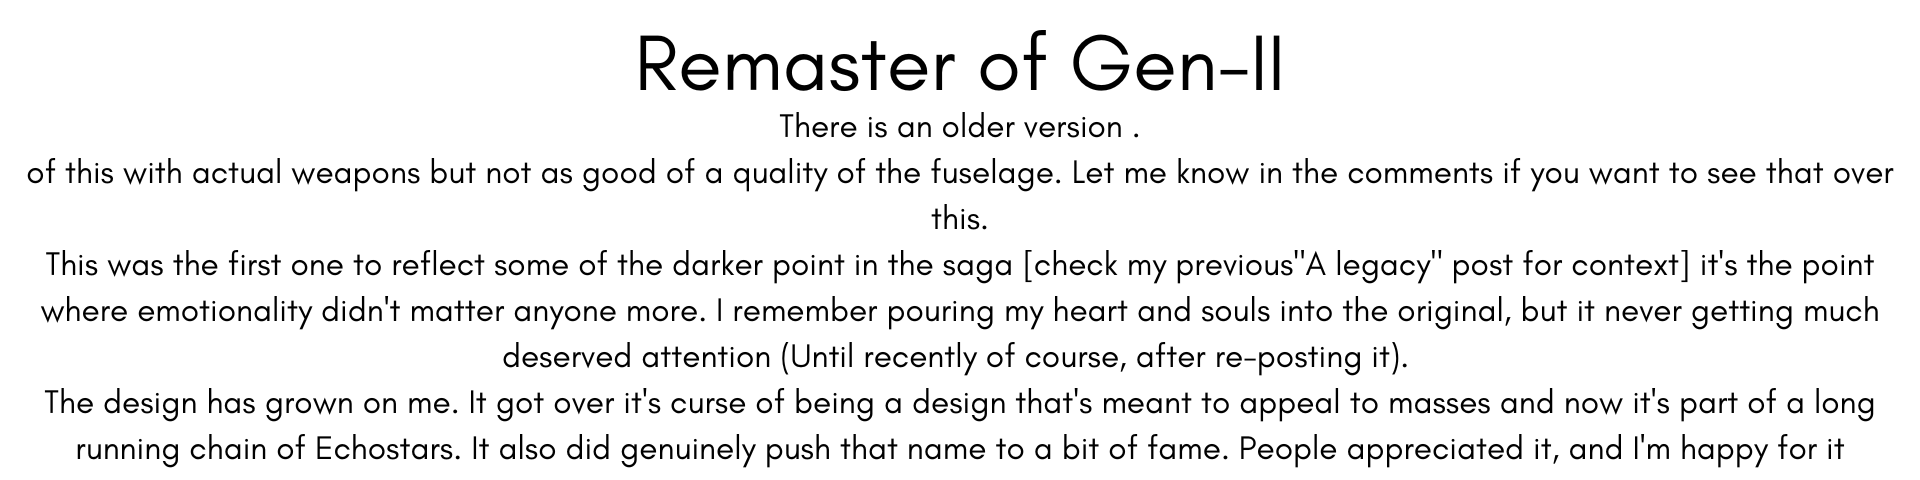 Remaster of Gen-II
There is an older version .
of this with actual weapons but not as good of a quality of the fuselage. Let me know in the comments if you want to see that over
this.
This was the first one to reflect some of the darker point in the saga [check my previous"A legacy" post for context] it's the point
where emotionality didn't matter anyone more. I remember pouring my heart and souls into the original, but it never getting much
deserved attention (Until recently of course, after re-posting it).
The design has grown on me. It got over it's curse of being a design that's meant to appeal to masses and now it's part of a long
running chain of Echostars. It also did genuinely push that name to a bit of fame. People appreciated it, and I'm happy for it